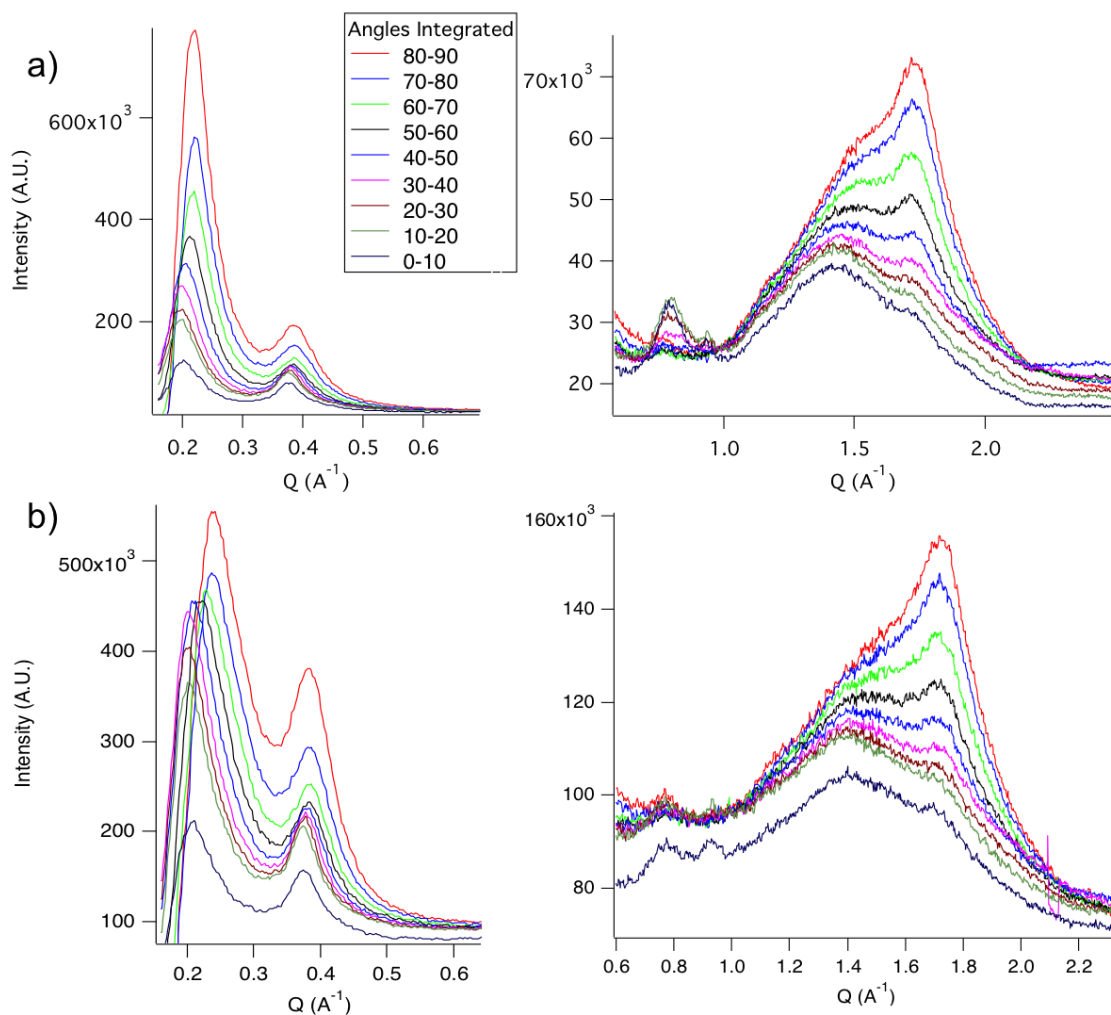 a)
Angles Integrated
80-90
70-80
60-70
50-60
40-50
30-40
20-30
10-20
0-10
600x10³
400
200
Intensity (A.U.)
0.2 0.3 0.4 0.5 0.6
Q (A⁻¹)
70x10³
60
50
40
30
20
1.0 1.5 2.0
Q (A⁻¹)
b)
500x10³
400
300
200
100
Intensity (A.U.)
0.2 0.3 0.4 0.5 0.6
Q (A⁻¹)
160x10³
140
120
100
80
0.6 0.8 1.0 1.2 1.4 1.6 1.8 2.0 2.2
Q (A⁻¹)